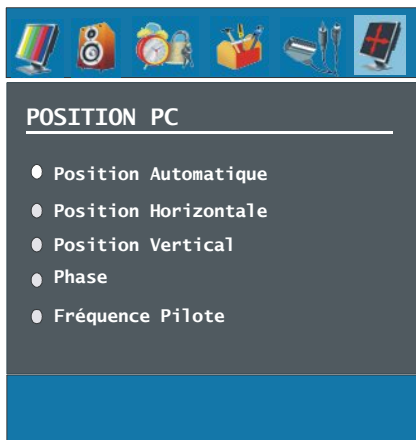 POSITION PC
Position Automatique
Position Horizontale
Position Vertical
Phase
Fréquence Pilote